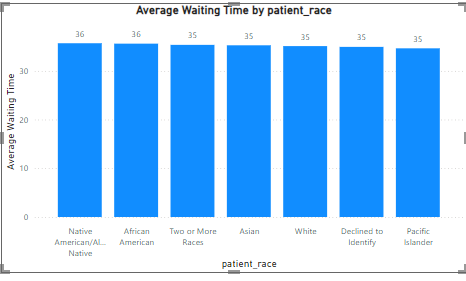 Average Waiting Time by patient_race
Average Waiting Time
30
20
10
0
36
36
35
35
35
35
35
Native
American/Al...
Native
African
American
Two or More
Races
Asian
White
Declined to
Identify
Pacific
Islander
patient_race